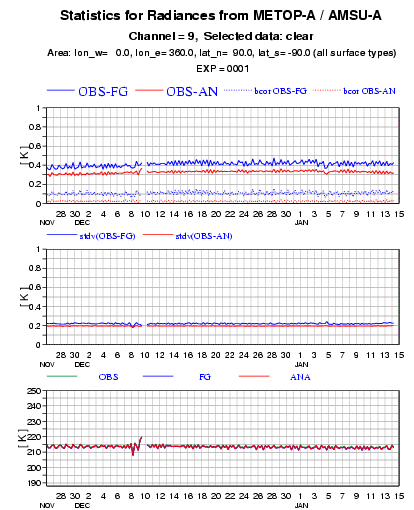 Statistics for Radiances from METOP-A / AMSU-A
Channel = 9, Selected data: clear
Area: lon_w= 0.0, lon_e= 360.0, lat_n= 90.0, lat_s= -90.0 (all surface types)
EXP = 0001
OBS-FG OBS-AN bcor OBS-FG bcor OBS-AN
1
0.8
0.6
0.4
0.2
0
[ K ]
28 30 2 4 6 8 10 12 14 16 18 20 22 24 26 28 30 1 3 5 7 9 11 13 15
NOV DEC JAN
stdv(OBS-FG) stdv(OBS-AN)
1
0.8
0.6
0.4
0.2
0
[ K ]
28 30 2 4 6 8 10 12 14 16 18 20 22 24 26 28 30 1 3 5 7 9 11 13 15
NOV DEC JAN
OBS FG ANA
250
240
230
220
210
200
190
[ K ]
28 30 2 4 6 8 10 12 14 16 18 20 22 24 26 28 30 1 3 5 7 9 11 13 15
NOV DEC JAN